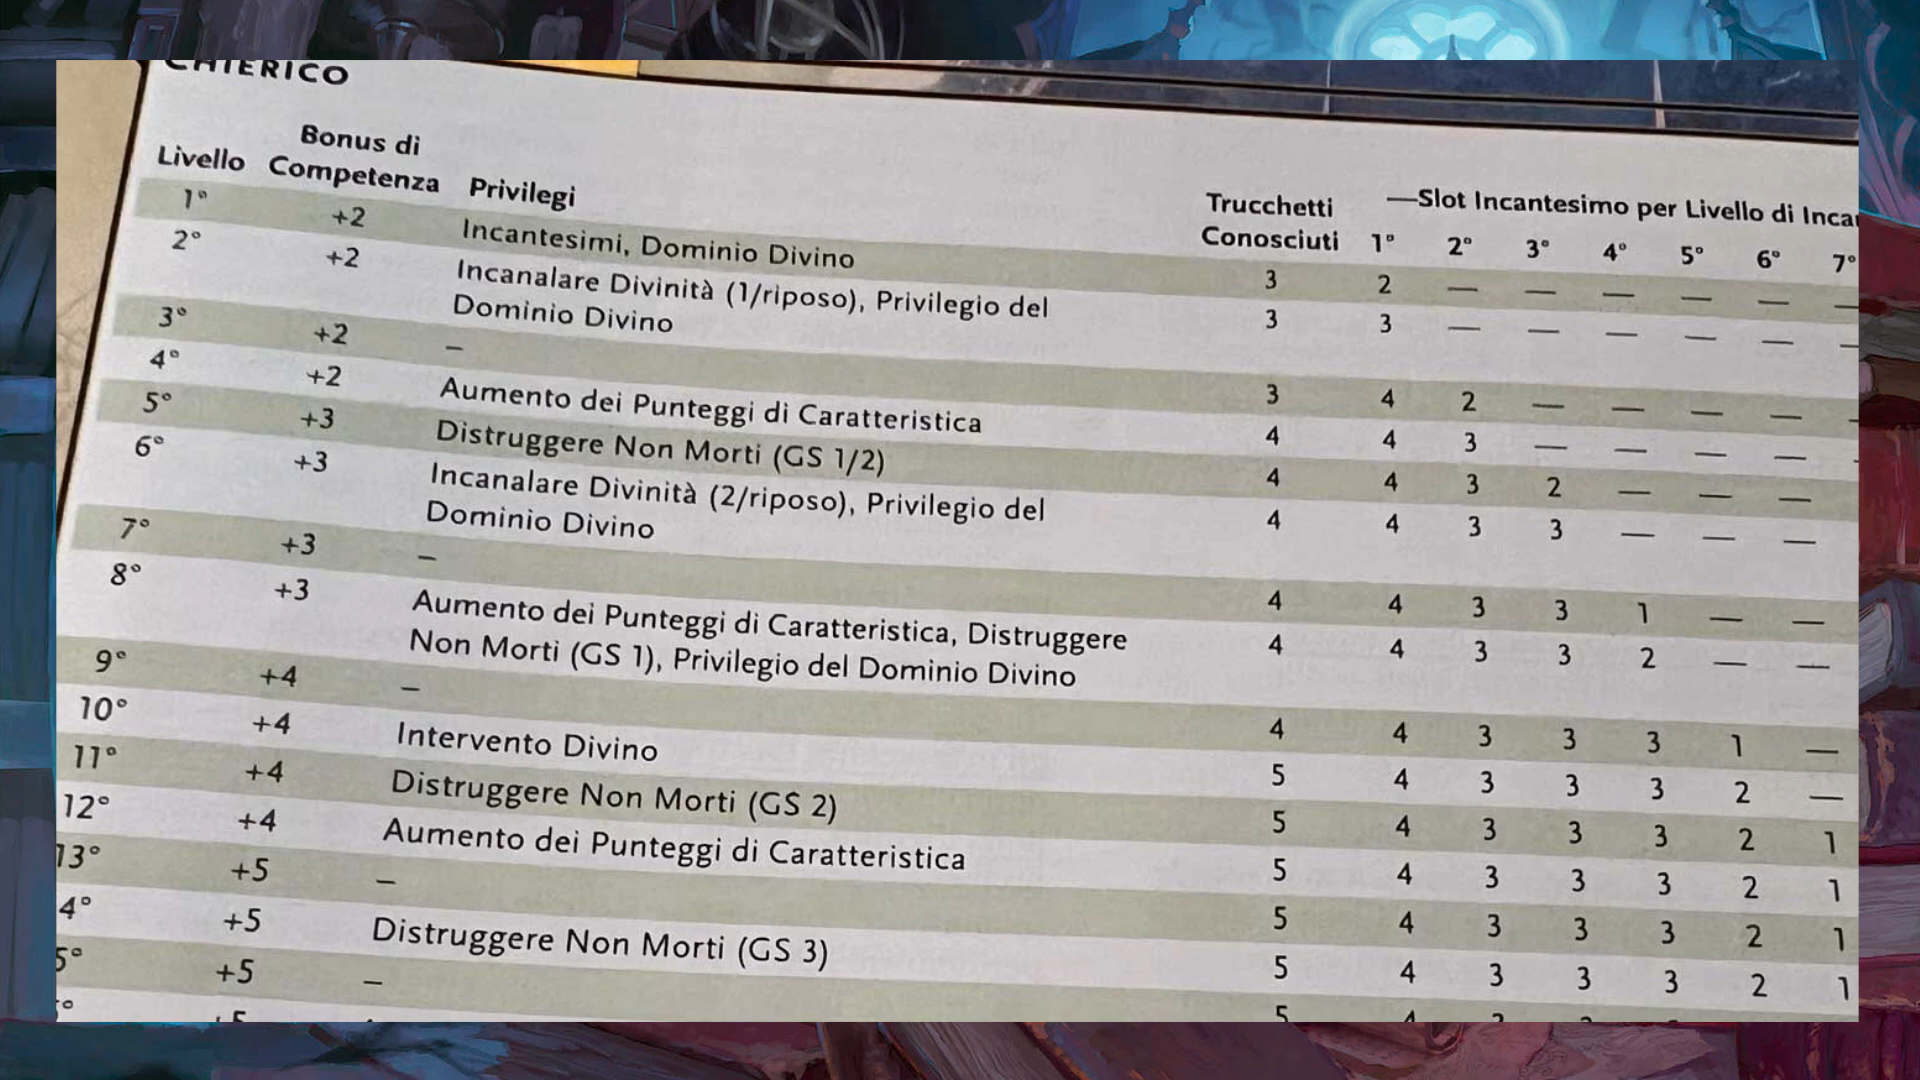 CHIERICO
Livello Bonus di Competenza Privilegi Trucchetti Conosciuti —Slot Incantesimo per Livello di
1° 2° 3° 4° 5° 6° 7°
1° +2 Incantesimi, Dominio Divino 3 2 — — — — — —
2° +2 Incanalare Divinità (1/riposo), Privilegio del 3 3 — — — — — —
Dominio Divino
3° +2 — 3 4 2 — — — — —
4° +2 Aumento dei Punteggi di Caratteristica 4 4 3 — — — — —
5° +3 Distruggere Non Morti (GS 1/2) 4 4 3 2 — — —
6° +3 Incanalare Divinità (2/riposo), Privilegio del 4 4 3 3 — — —
Dominio Divino
7° +3 — 4 4 3 3 1 — —
8° +3 Aumento dei Punteggi di Caratteristica, Distruggere 4 4 3 3 2 — —
Non Morti (GS 1), Privilegio del Dominio Divino
9° +4 — 4 4 3 3 3 1 —
10° +4 Intervento Divino 5 4 3 3 3 2 —
11° +4 Distruggere Non Morti (GS 2) 5 4 3 3 3 2 1
12° +4 Aumento dei Punteggi di Caratteristica 5 4 3 3 3 2 1
13° +5 — 5 4 3 3 3 2 1
4° +5 Distruggere Non Morti (GS 3) 5 4 3 3 3 2 1
5° +5 —